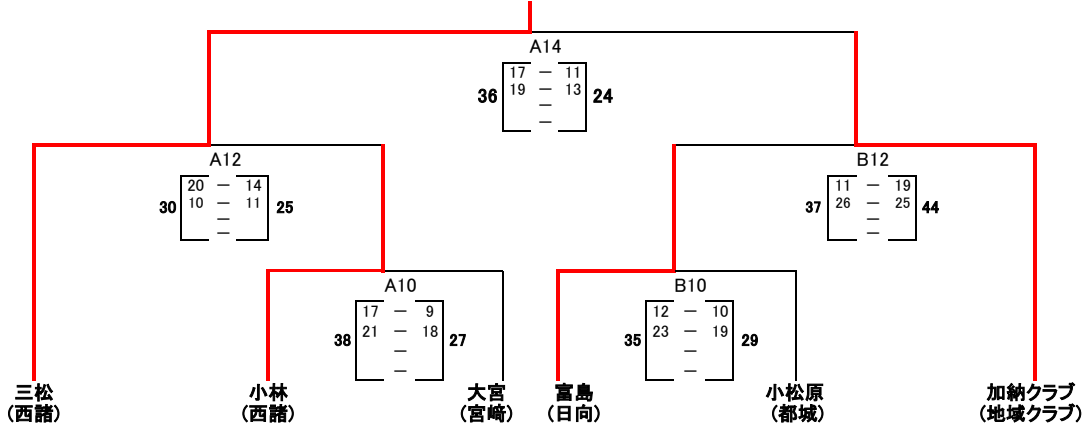 A14
17 － 11
36 19 － 13 24
－
－
A12
20 － 14
30 10 － 11 25
－
－
B12
11 － 19
37 26 － 25 44
－
－
A10
17 － 9
38 21 － 18 27
－
－
B10
12 － 10
35 23 － 19 29
－
－
三松 小林 大宮 富島 小松原 加納クラブ
(西諸) (西諸) (宮﨑) (日向) (都城) (地域クラブ)